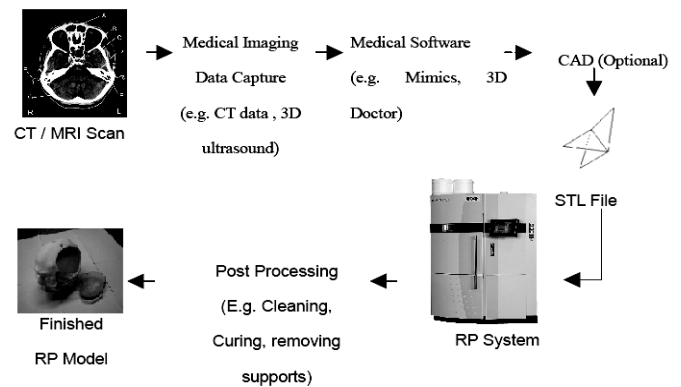 CT / MRI Scan
Medical Imaging
Data Capture
(e.g. CT data , 3D
ultrasound)
Medical Software
(e.g. Mimics, 3D
Doctor)
CAD (Optional)
STL File
RP System
Post Processing
(E.g. Cleaning,
Curing, removing
supports)
Finished
RP Model
A
B
C
R
L